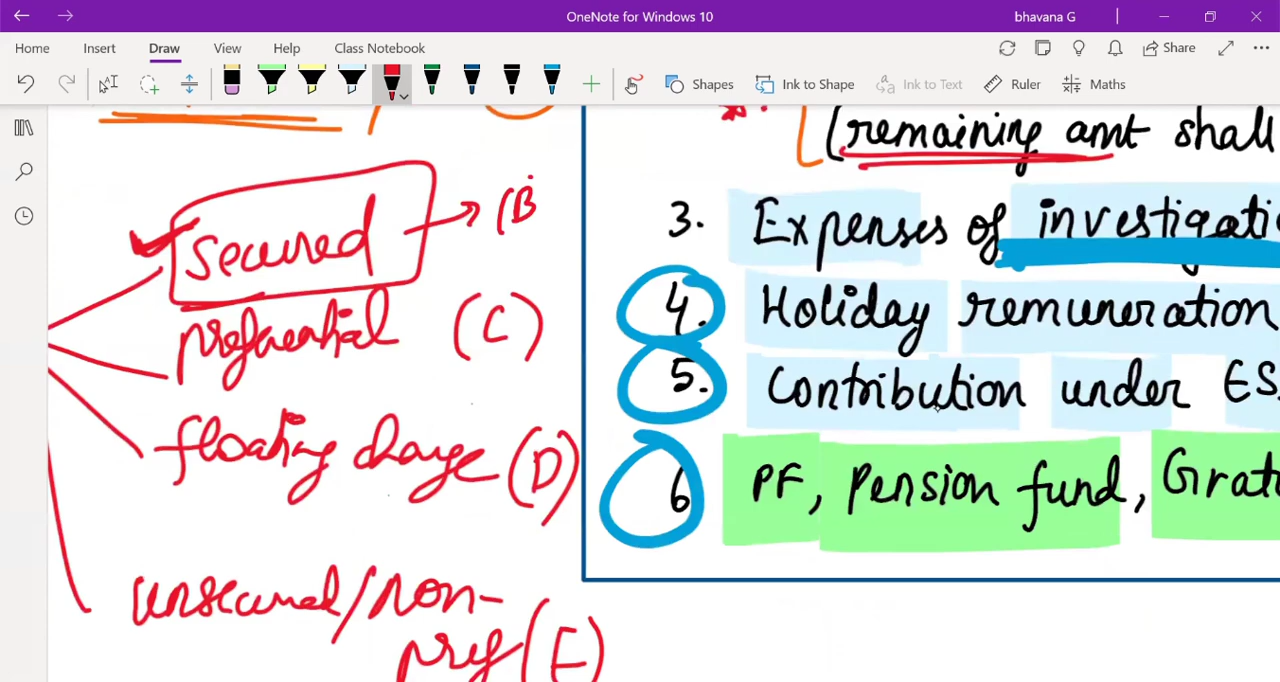 OneNote for Windows 10
bhavana G
Home Insert Draw View Help Class Notebook
Share
Shapes
Ink to Shape
Ink to Text
Ruler
Maths
secured → (B
preferential (C)
floating charge (D)
unsecured/non-
pref (E)
(remaining amt shall
3. Expenses of investigati
4. Holiday remuneration
5. Contribution under ES
6 PF, Pension fund, Grat